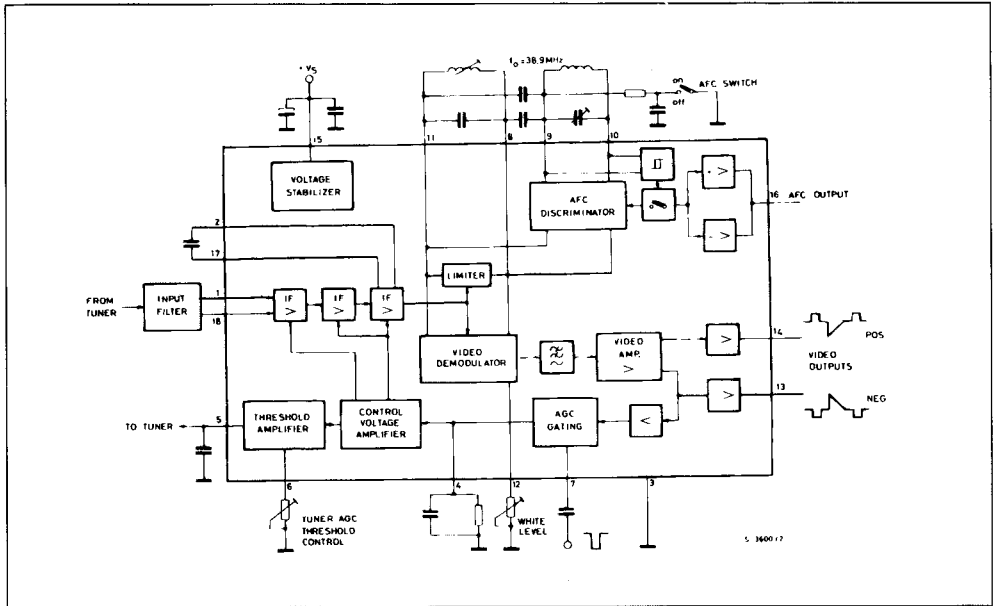 f₀ = 38,9 MHz
+ VS
on AFC SWITCH
off
15
11
8
9
10
VOLTAGE
STABILIZER
AFC
DISCRIMINATOR
+ >
- >
16 AFC OUTPUT
2
17
LIMITER
FROM
TUNER
INPUT
FILTER
1
18
IF
>
IF
>
IF
>
VIDEO
DEMODULATOR
VIDEO
AMP.
>
>
14
POS
VIDEO
OUTPUTS
>
13
NEG
TO TUNER
5
THRESHOLD
AMPLIFIER
CONTROL
VOLTAGE
AMPLIFIER
AGC
GATING
<
6
4
12
7
3
TUNER AGC
THRESHOLD
CONTROL
WHITE
LEVEL